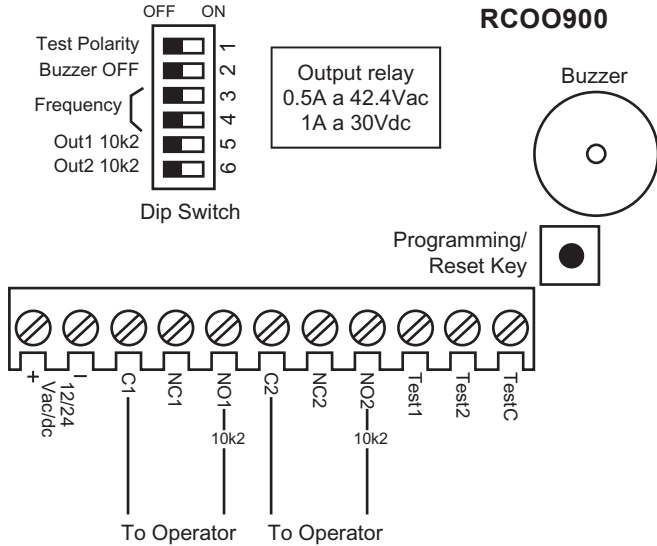 OFF ON
RCOO900
Test Polarity 1
Buzzer OFF 2
Frequency 3
4
Out1 10k2 5
Out2 10k2 6
Dip Switch
Output relay
0.5A a 42.4Vac
1A a 30Vdc
Buzzer
Programming/
Reset Key
+ – 12/24
Vac/dc
C1
NC1
NO1
C2
NC2
NO2
Test1
Test2
TestC
10k2
10k2
To Operator To Operator